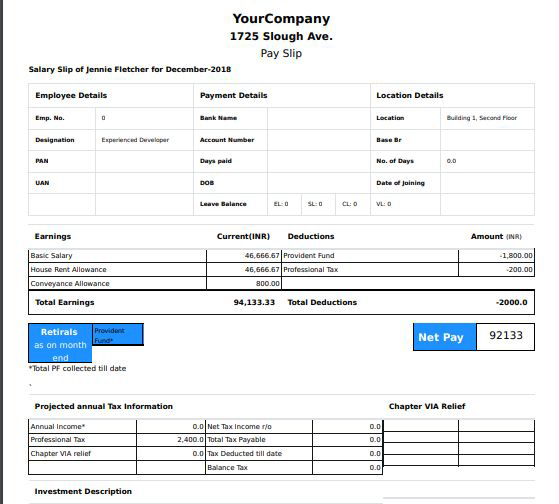 YourCompany
1725 Slough Ave.
Pay Slip
Salary Slip of Jennie Fletcher for December-2018
Employee Details Payment Details Location Details
Emp. No. 0 Bank Name Location Building 1, Second Floor
Designation Experienced Developer Account Number Base Br
PAN Days paid No. of Days 0.0
UAN DOB Date of Joining
Leave Balance EL: 0 SL: 0 CL: 0 VL: 0
Earnings Current(INR) Deductions Amount (INR)
Basic Salary 46,666.67 Provident Fund -1,800.00
House Rent Allowance 46,666.67 Professional Tax -200.00
Conveyance Allowance 800.00
Total Earnings 94,133.33 Total Deductions -2000.0
Retirals Provident
as on month Fund*
end
Net Pay 92133
*Total PF collected till date
`
Projected annual Tax Information Chapter VIA Relief
Annual Income* 0.0 Net Tax Income r/o 0.0
Professional Tax 2,400.0 Total Tax Payable 0.0
Chapter VIA relief 0.0 Tax Deducted till date 0.0
Balance Tax 0.0
Investment Description